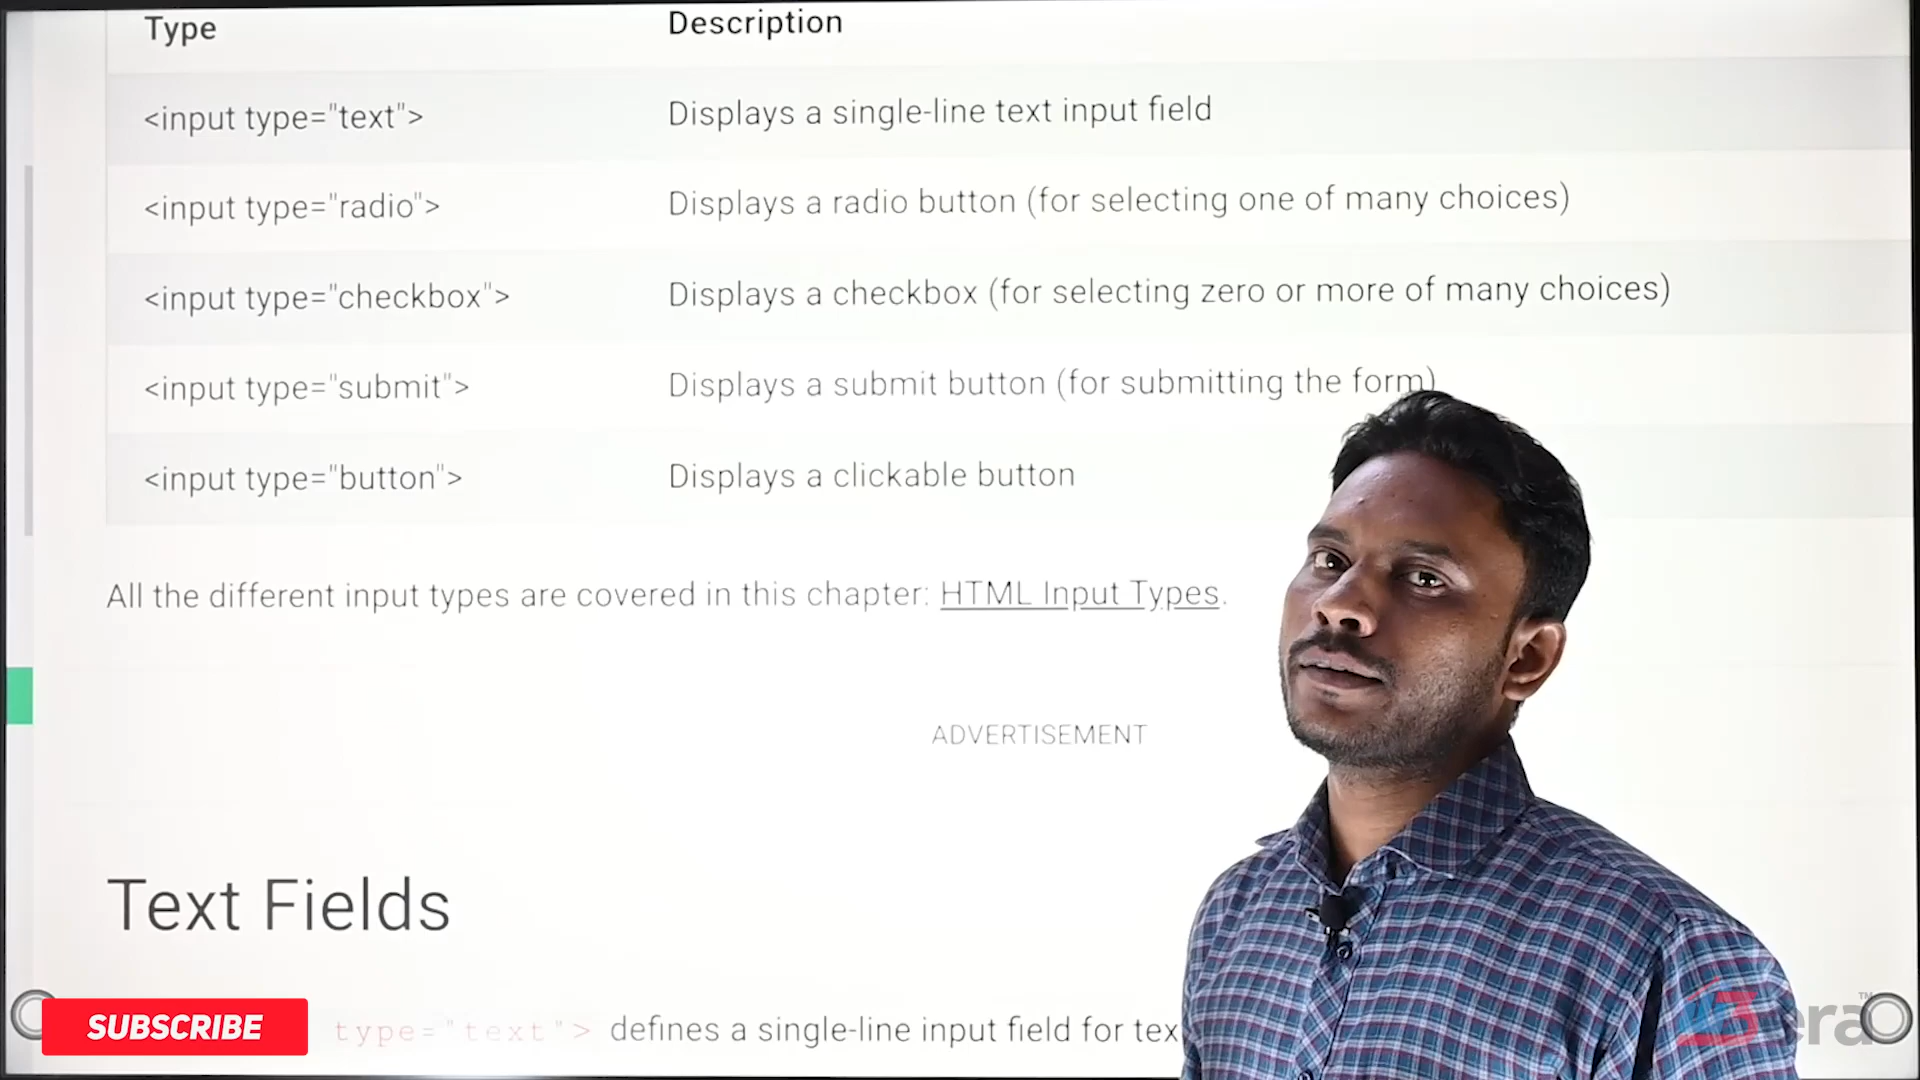 Type Description
<input type="text"> Displays a single-line text input field
<input type="radio"> Displays a radio button (for selecting one of many choices)
<input type="checkbox"> Displays a checkbox (for selecting zero or more of many choices)
<input type="submit"> Displays a submit button (for submitting the form)
<input type="button"> Displays a clickable button
All the different input types are covered in this chapter: HTML Input Types.
ADVERTISEMENT
Text Fields
type="text"> defines a single-line input field for
SUBSCRIBE
era™